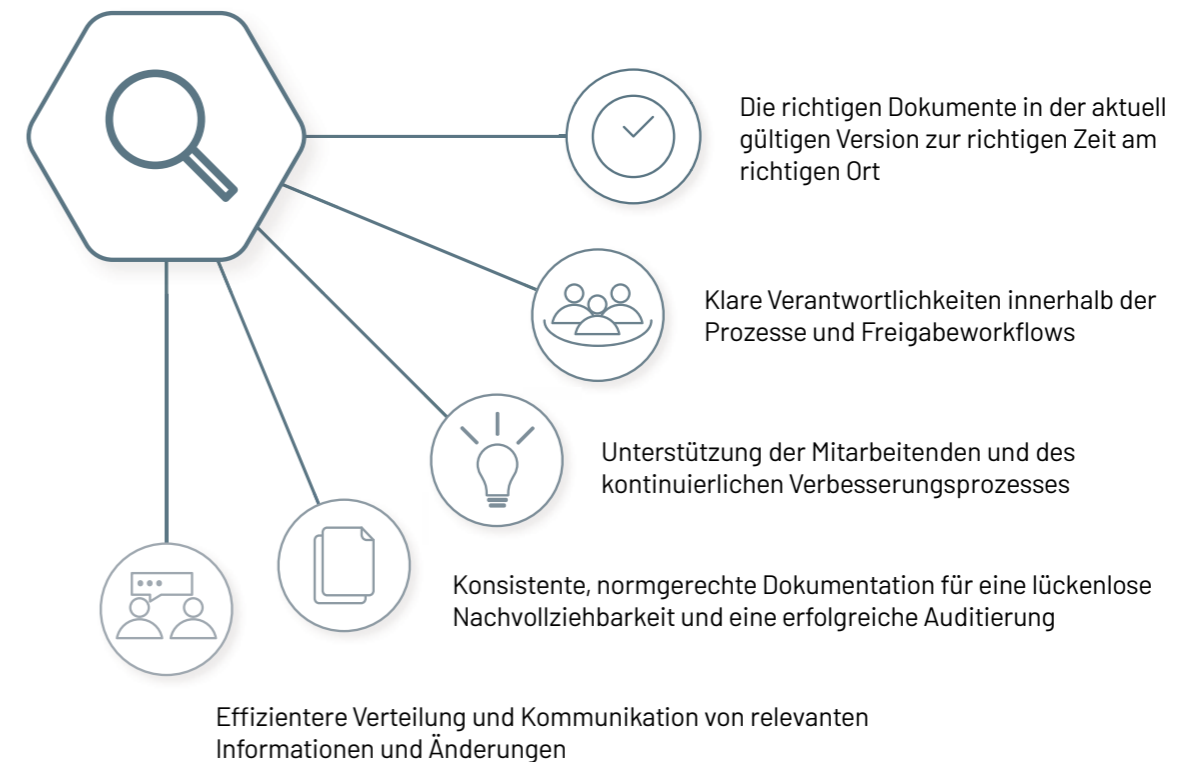 Die richtigen Dokumente in der aktuell
gültigen Version zur richtigen Zeit am
richtigen Ort
Klare Verantwortlichkeiten innerhalb der
Prozesse und Freigabeworkflows
Unterstützung der Mitarbeitenden und des
kontinuierlichen Verbesserungsprozesses
Konsistente, normgerechte Dokumentation für eine lückenlose
Nachvollziehbarkeit und eine erfolgreiche Auditierung
Effizientere Verteilung und Kommunikation von relevanten
Informationen und Änderungen